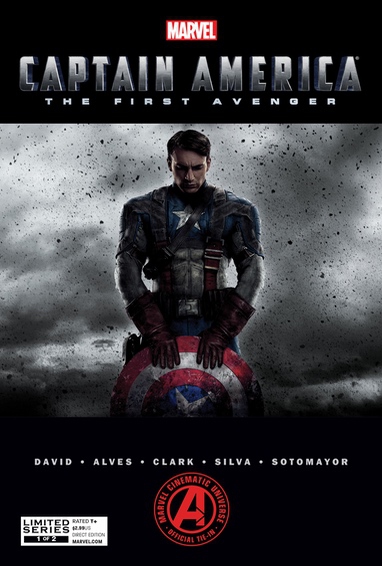 MARVEL
CAPTAIN AMERICA
THE FIRST AVENGER
DAVID • ALVES • CLARK • SILVA • SOTOMAYOR
MARVEL CINEMATIC UNIVERSE
A
• OFFICIAL TIE-IN •
LIMITED SERIES
1 OF 2
RATED T+
$2.99US
DIRECT EDITION
MARVEL.COM